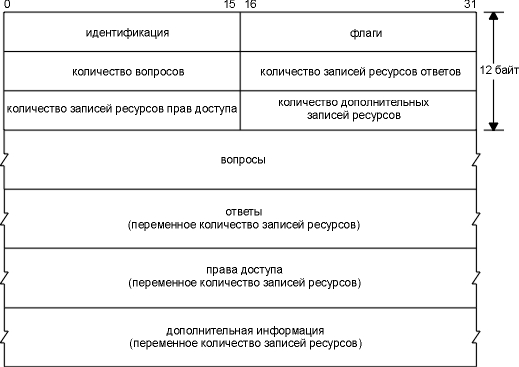 0 15 16 31
идентификация флаги
количество вопросов количество записей ресурсов ответов 12 байт
количество записей ресурсов прав доступа количество дополнительных
записей ресурсов
вопросы
ответы
(переменное количество записей ресурсов)
права доступа
(переменное количество записей ресурсов)
дополнительная информация
(переменное количество записей ресурсов)